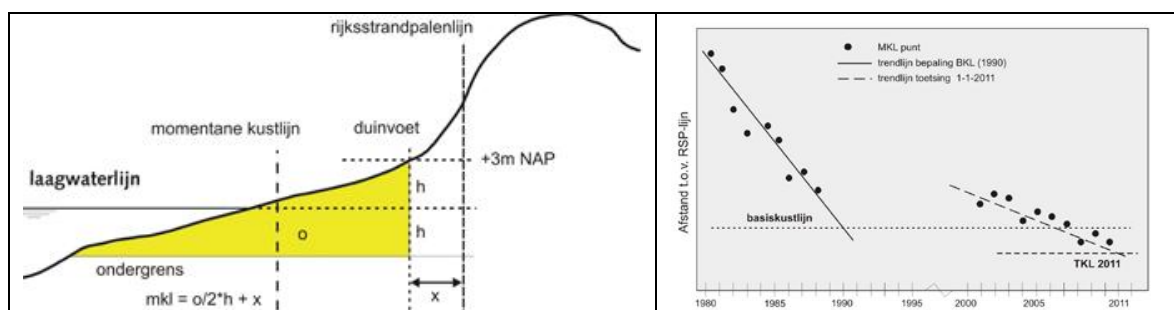 rijksstrandpalenlijn
momentane kustlijn
duinvoet
+3m NAP
laagwaterlijn
h
o
h
ondergrens
mkl = o/2*h + x
x
Afstand t.o.v. RSP-lijn
MKL punt
trendlijn bepaling BKL (1990)
trendlijn toetsing 1-1-2011
basiskustlijn
TKL 2011
1980 1985 1990 1995 2000 2005 2011